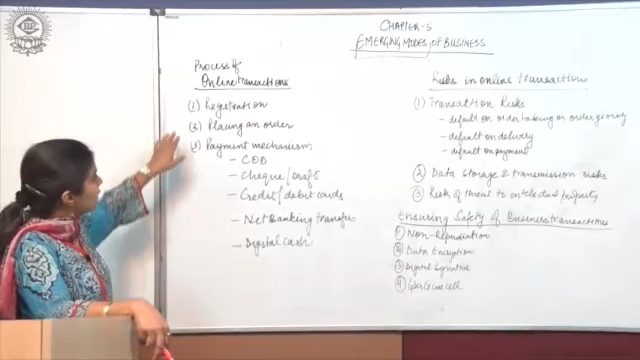 CHAPTER-5
EMERGING MODES OF BUSINESS
Process of
Online transactions
(1) Registration
(2) Placing an order
(3) Payment mechanism
- COD
- Cheque/Draft
- Credit/debit cards
- Net Banking transfer
- Digital Cash
Risks in online transaction
(1) Transaction Risks
- default on order taking or order giving
- default on delivery
- default on payment
(2) Data Storage & transmission risks
(3) Risk of threat to intellectual property
Ensuring Safety of Business transactions
(1) Non-Repudiation
(2) Data Encryption
(3) Digital Signature
(4) Cyber Crime cell